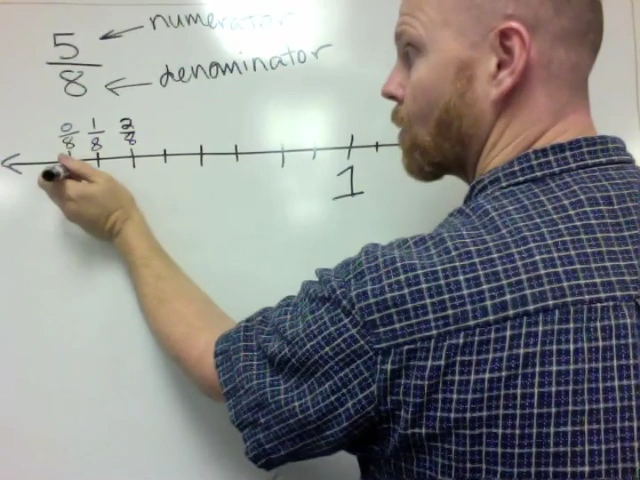 5/8 ← numerator
← denominator
0/8 1/8 2/8
1